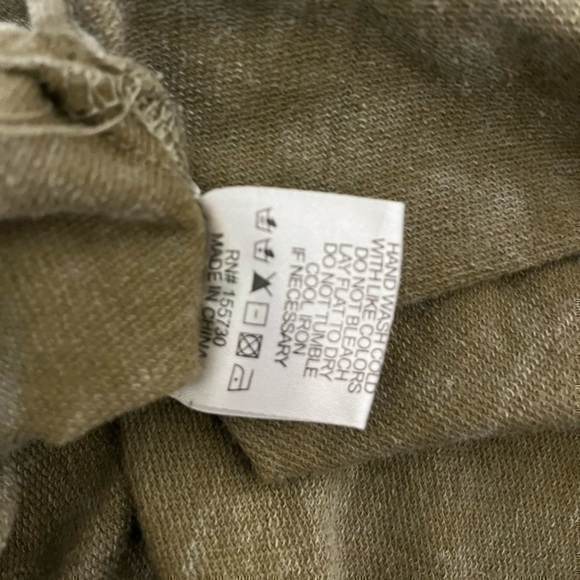 HAND WASH COLD
WITH LIKE COLORS
DO NOT BLEACH
LAY FLAT TO DRY
DO NOT TUMBLE
COOL IRON
IF NECESSARY
RN# 155730
MADE IN CHINA